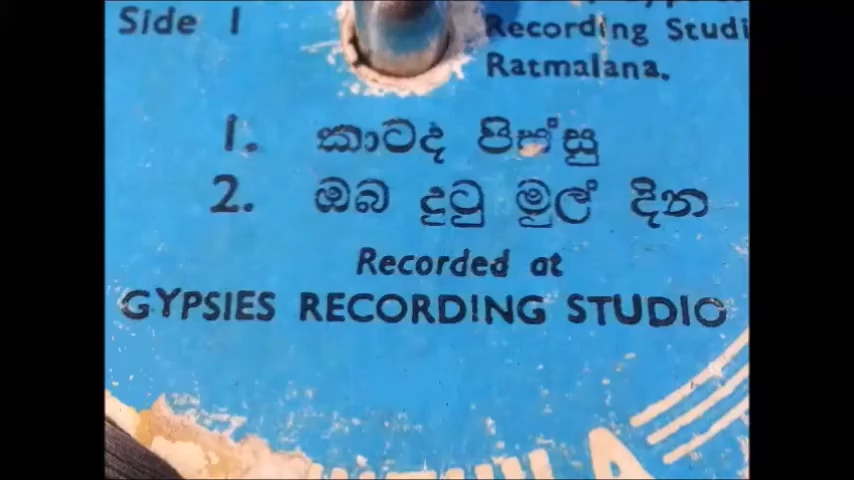 Side 1
Recording Studi
Ratmalana.
1. කාටද පිස්සු
2. ඔබ දුටු මුල් දින
Recorded at
GYPSIES RECORDING STUDIO